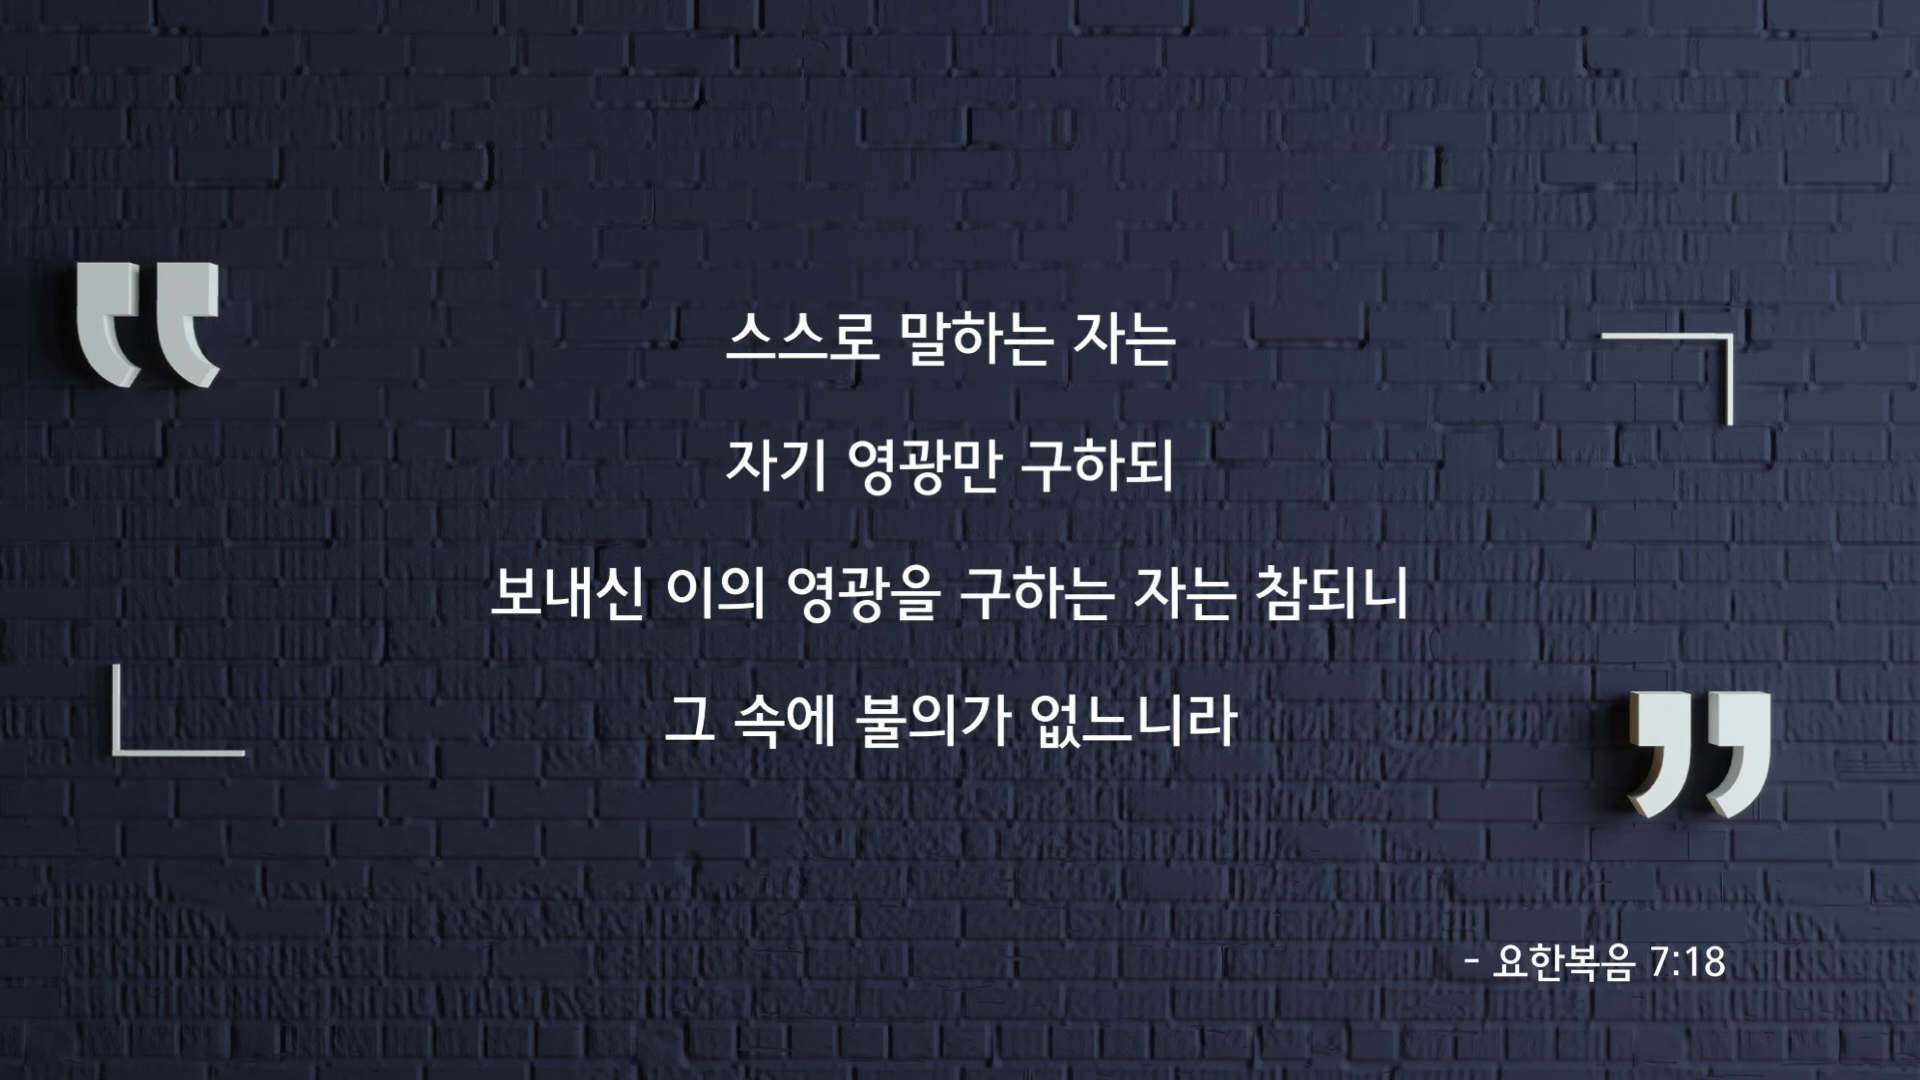 스스로 말하는 자는
자기 영광만 구하되
보내신 이의 영광을 구하는 자는 참되니
그 속에 불의가 없느니라
- 요한복음 7:18